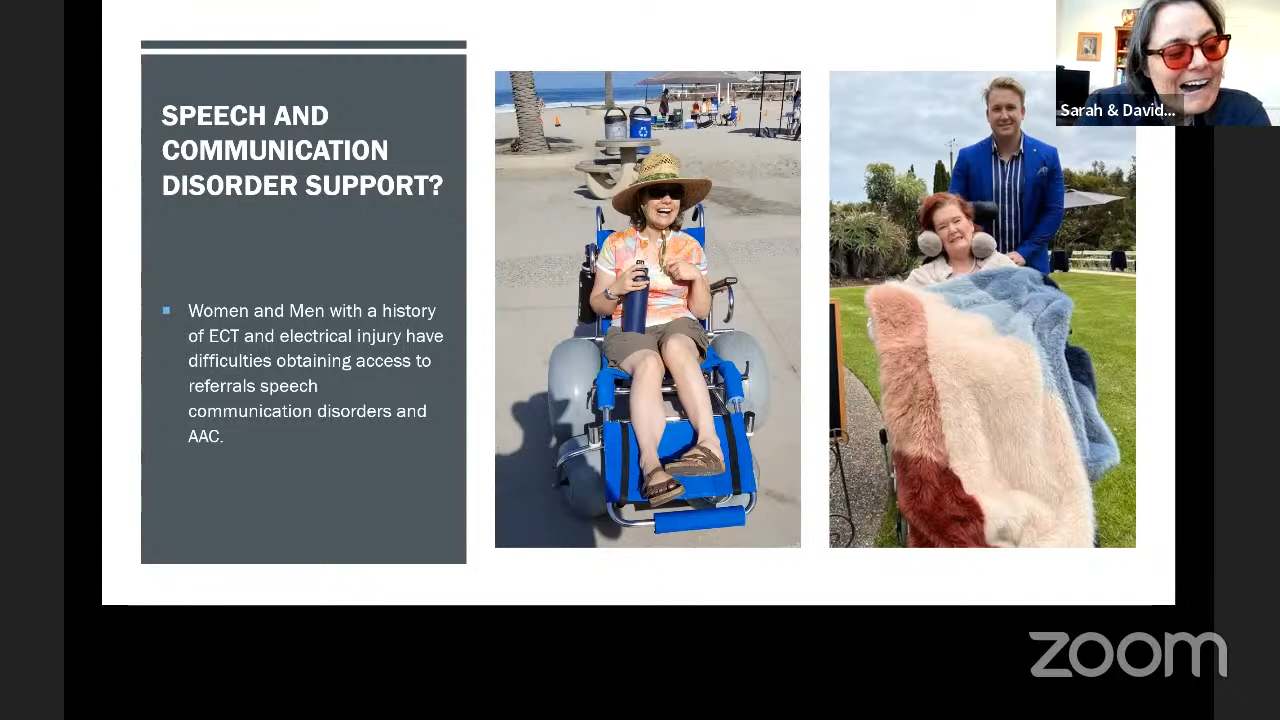 SPEECH AND
COMMUNICATION
DISORDER SUPPORT?
Women and Men with a history
of ECT and electrical injury have
difficulties obtaining access to
referrals speech
communication disorders and
AAC.
Sarah & David...
zoom